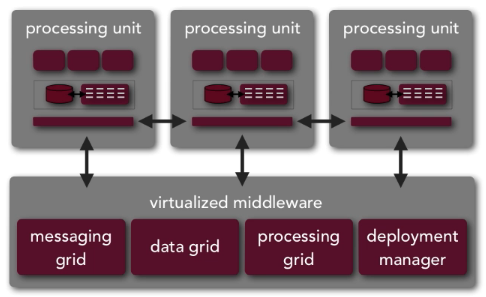 processing unit
processing unit
processing unit
virtualized middleware
messaging
grid
data grid
processing
grid
deployment
manager